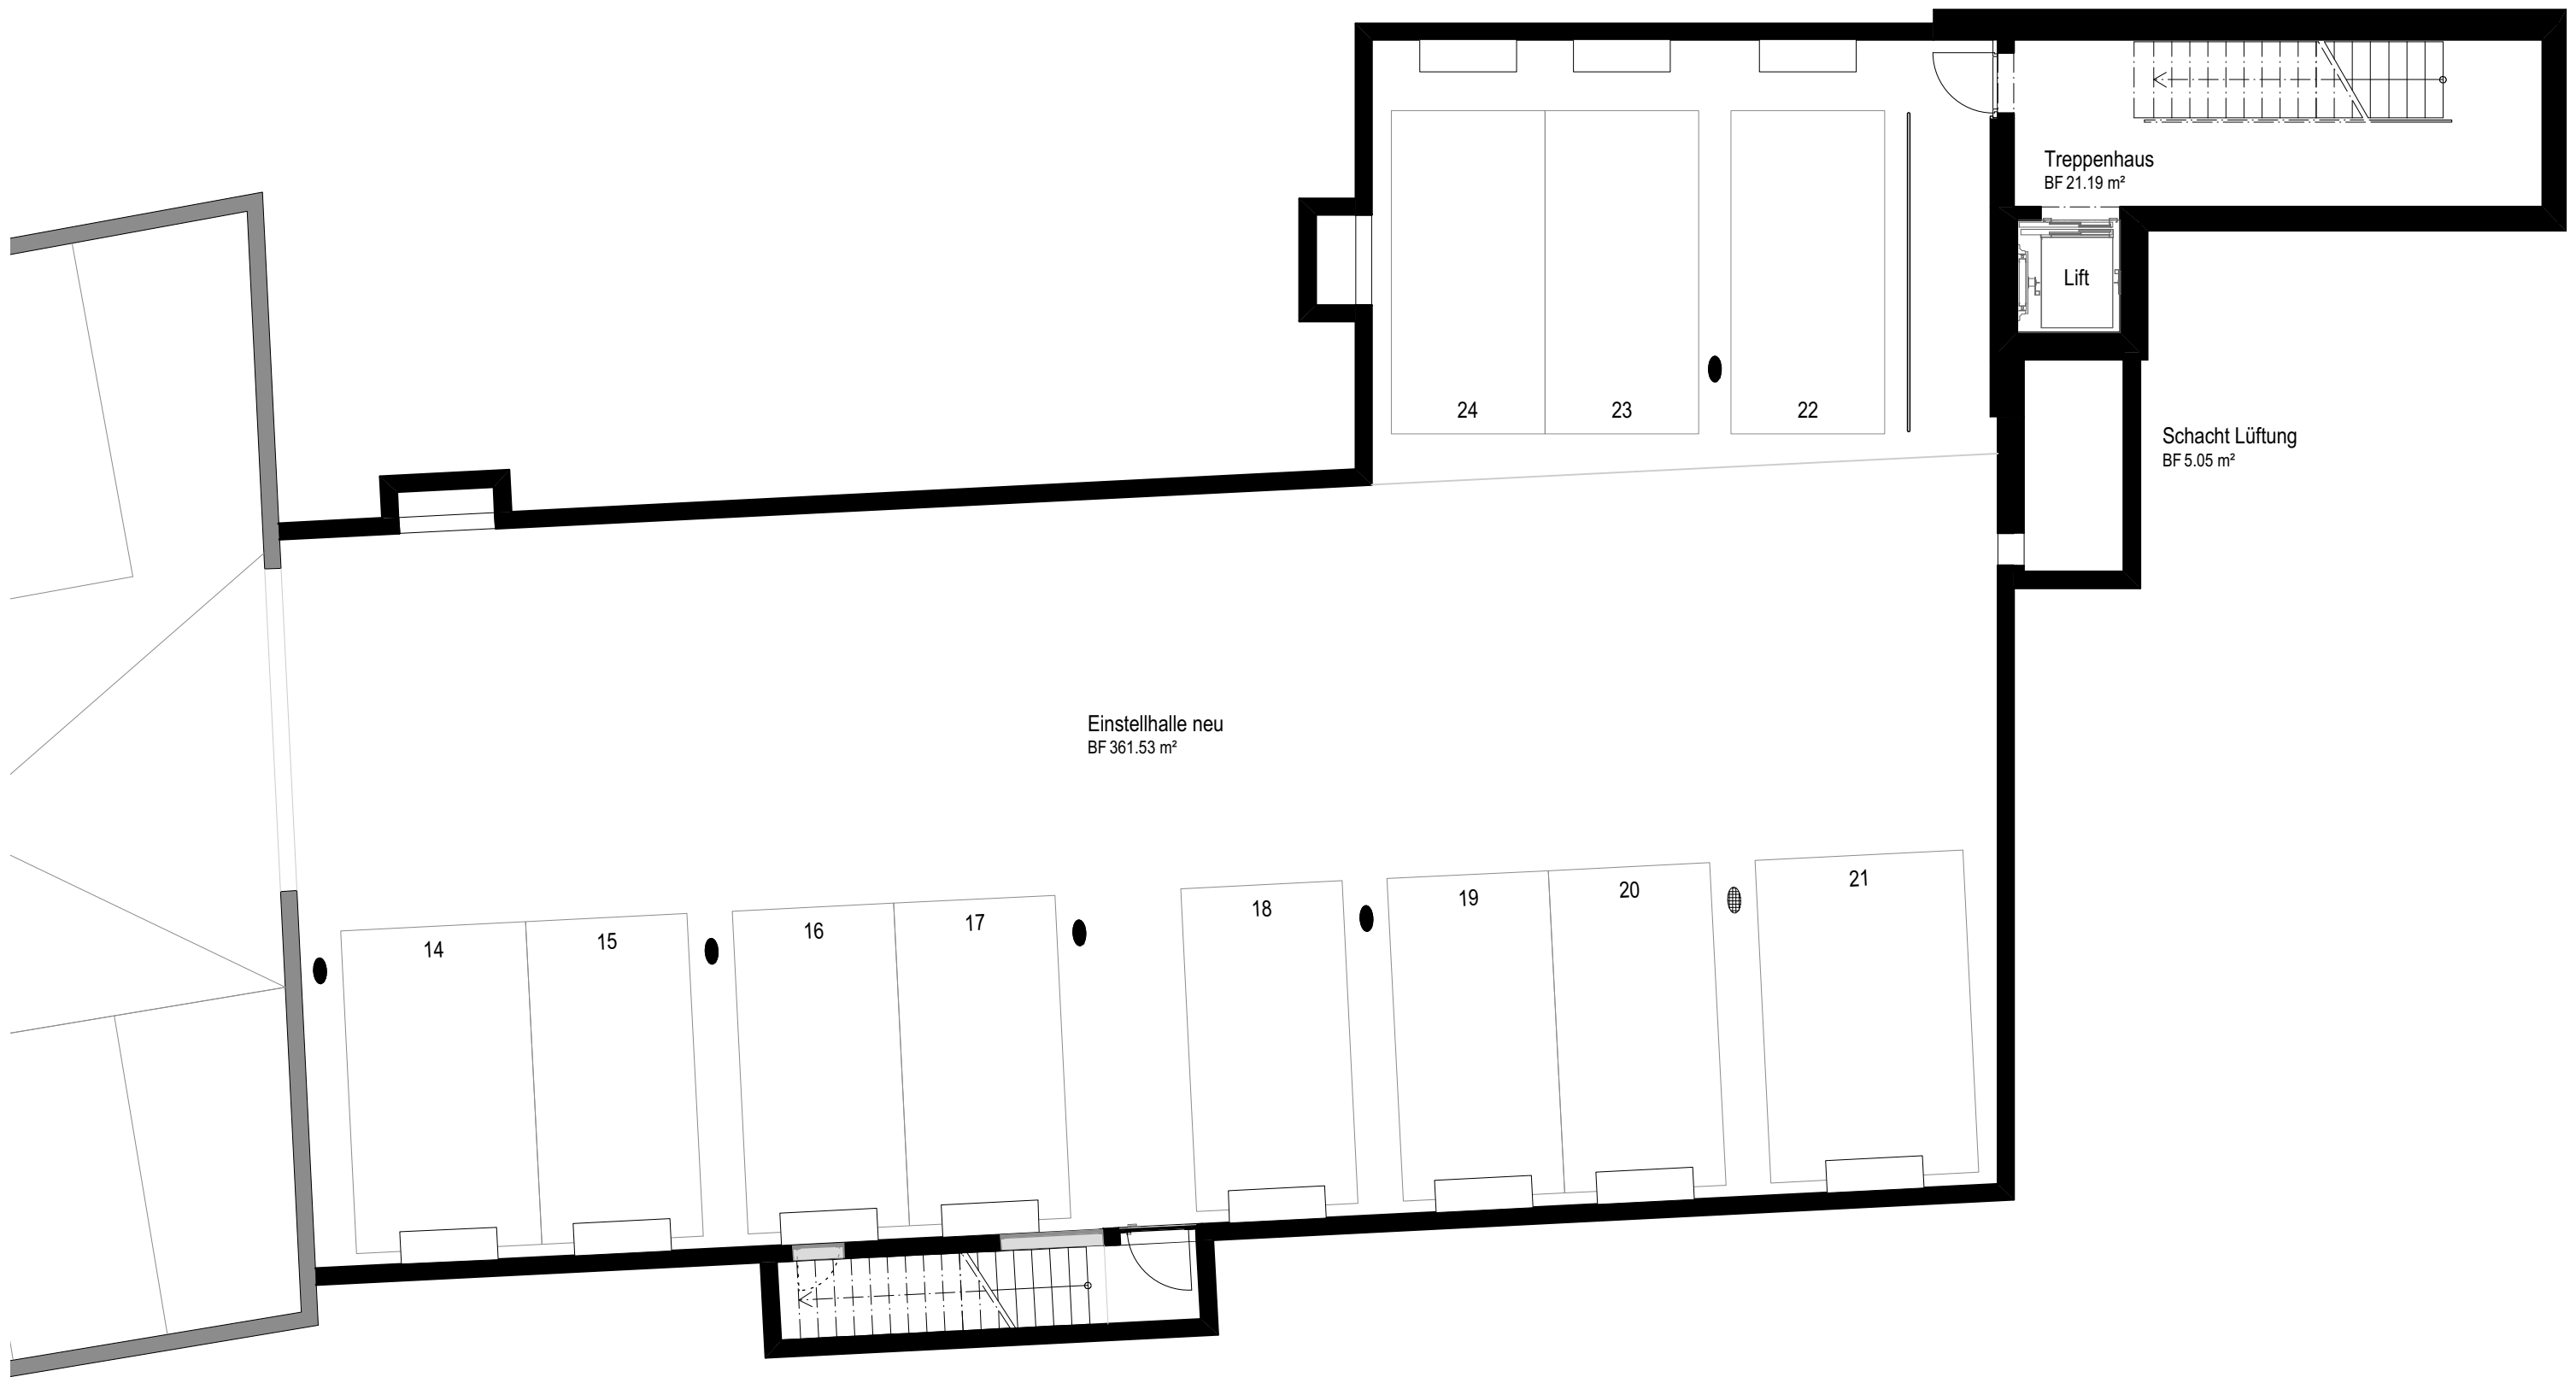 Treppenhaus
BF 21.19 m²
Lift
24
23
22
Schacht Lüftung
BF 5.05 m²
Einstellhalle neu
BF 361.53 m²
14
15
16
17
18
19
20
21